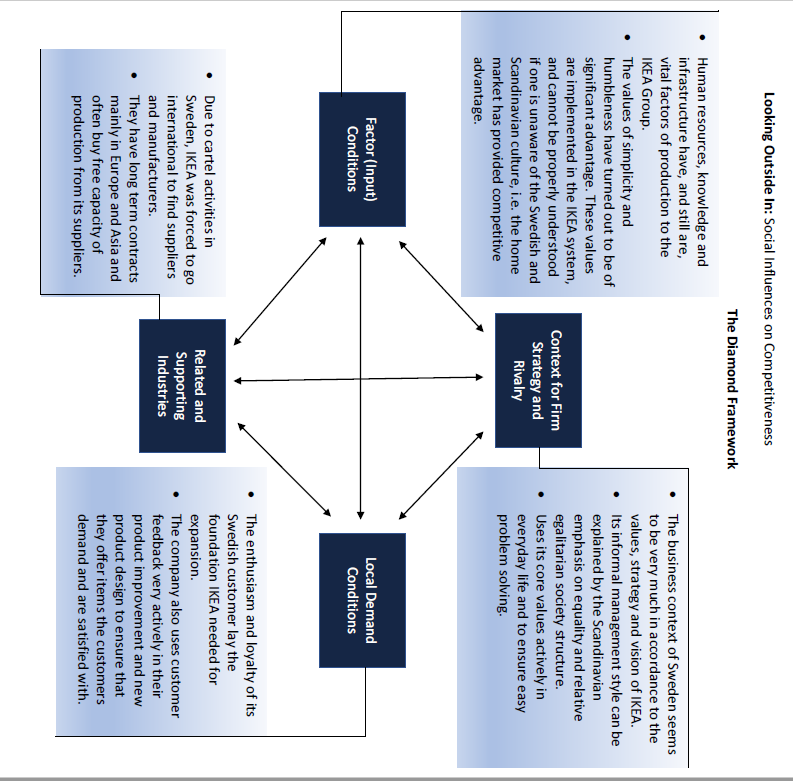 Looking Outside In: Social Influences on Competitiveness
The Diamond Framework
• Human resources, knowledge and
infrastructure have, and still are,
vital factors of production to the
IKEA Group.
• The values of simplicity and
humbleness have turned out to be of
significant advantage. These values
are implemented in the IKEA system,
and cannot be properly understood
if one is unaware of the Swedish and
Scandinavian culture, i.e. the home
market has provided competitive
advantage.
Context for Firm
Strategy and
Rivalry
• The business context of Sweden seems
to be very much in accordance to the
values, strategy and vision of IKEA.
• Its informal management style can be
explained by the Scandinavian
emphasis on equality and relative
egalitarian society structure.
• Uses its core values actively in
everyday life and to ensure easy
problem solving.
Factor (Input)
Conditions
Local Demand
Conditions
• Due to cartel activities in
Sweden, IKEA was forced to go
international to find suppliers
and manufacturers.
• They have long term contracts
mainly in Europe and Asia and
often buy free capacity of
production from its suppliers.
Related and
Supporting
Industries
• The enthusiasm and loyalty of its
Swedish customer lay the
foundation IKEA needed for
expansion.
• The company also uses customer
feedback very actively in their
product improvement and new
product design to ensure that
they offer items the customers
demand and are satisfied with.